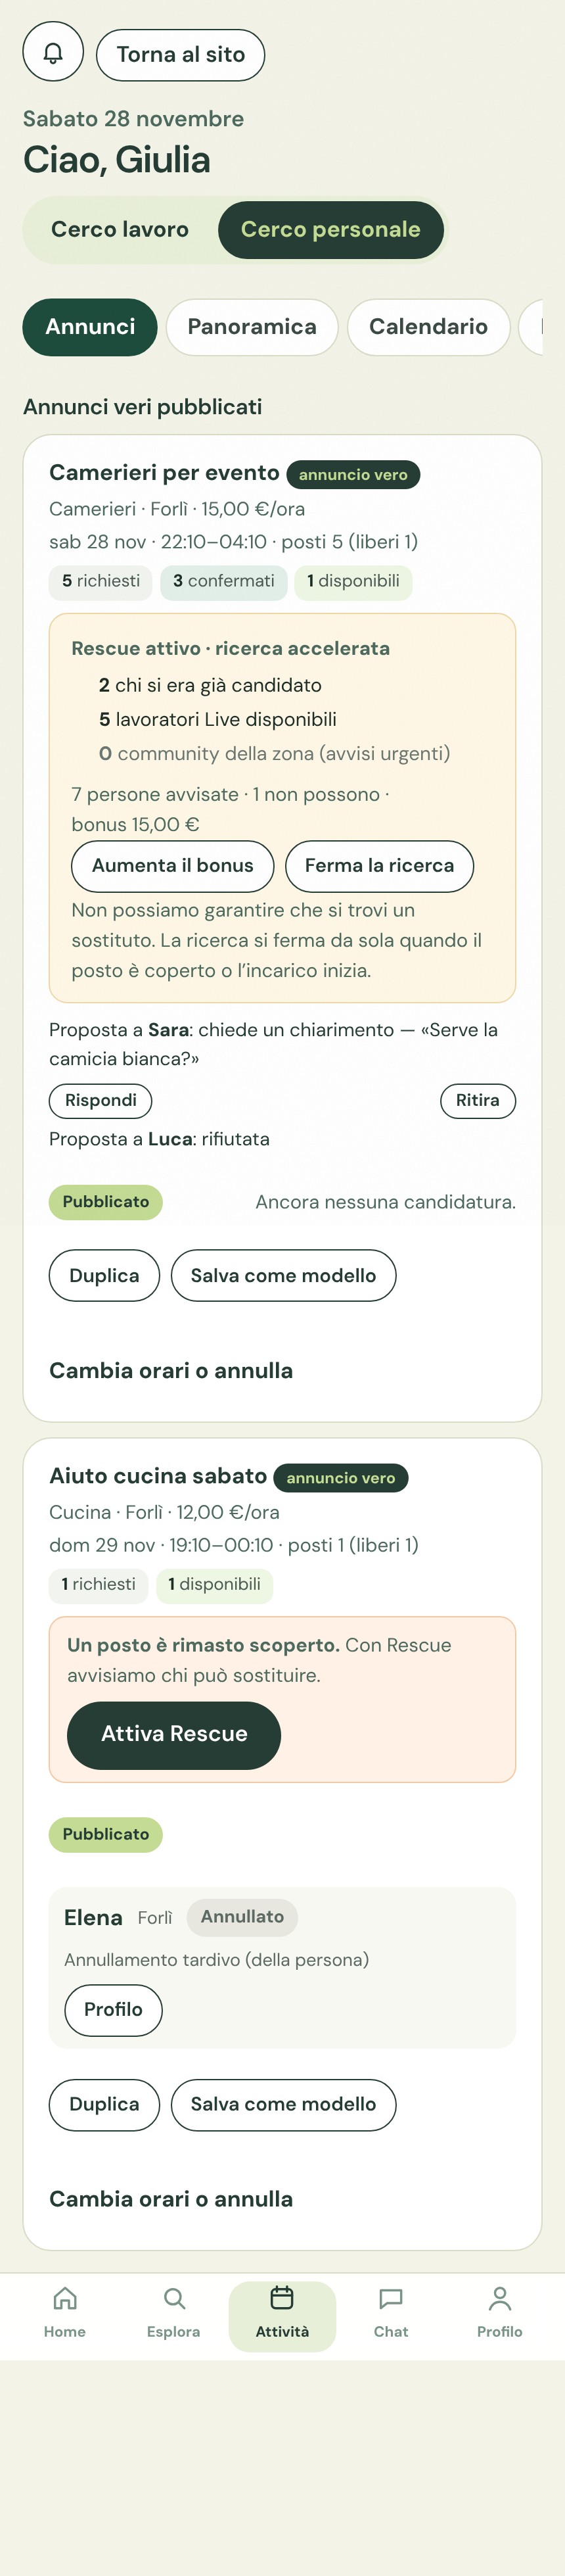 Torna al sito
Sabato 28 novembre
Ciao, Giulia
Cerco lavoro
Cerco personale
Annunci
Panoramica
Calendario
Annunci veri pubblicati
Camerieri per evento annuncio vero
Camerieri · Forlì · 15,00 €/ora
sab 28 nov · 22:10–04:10 · posti 5 (liberi 1)
5 richiesti 3 confermati 1 disponibili
Rescue attivo · ricerca accelerata
2 chi si era già candidato
5 lavoratori Live disponibili
0 community della zona (avvisi urgenti)
7 persone avvisate · 1 non possono ·
bonus 15,00 €
Aumenta il bonus
Ferma la ricerca
Non possiamo garantire che si trovi un
sostituto. La ricerca si ferma da sola quando il
posto è coperto o l’incarico inizia.
Proposta a Sara: chiede un chiarimento — «Serve la
camicia bianca?»
Rispondi
Ritira
Proposta a Luca: rifiutata
Pubblicato
Ancora nessuna candidatura.
Duplica
Salva come modello
Cambia orari o annulla
Aiuto cucina sabato annuncio vero
Cucina · Forlì · 12,00 €/ora
dom 29 nov · 19:10–00:10 · posti 1 (liberi 1)
1 richiesti 1 disponibili
Un posto è rimasto scoperto. Con Rescue
avvisiamo chi può sostituire.
Attiva Rescue
Pubblicato
Elena Forlì Annullato
Annullamento tardivo (della persona)
Profilo
Duplica
Salva come modello
Cambia orari o annulla
Home
Esplora
Attività
Chat
Profilo